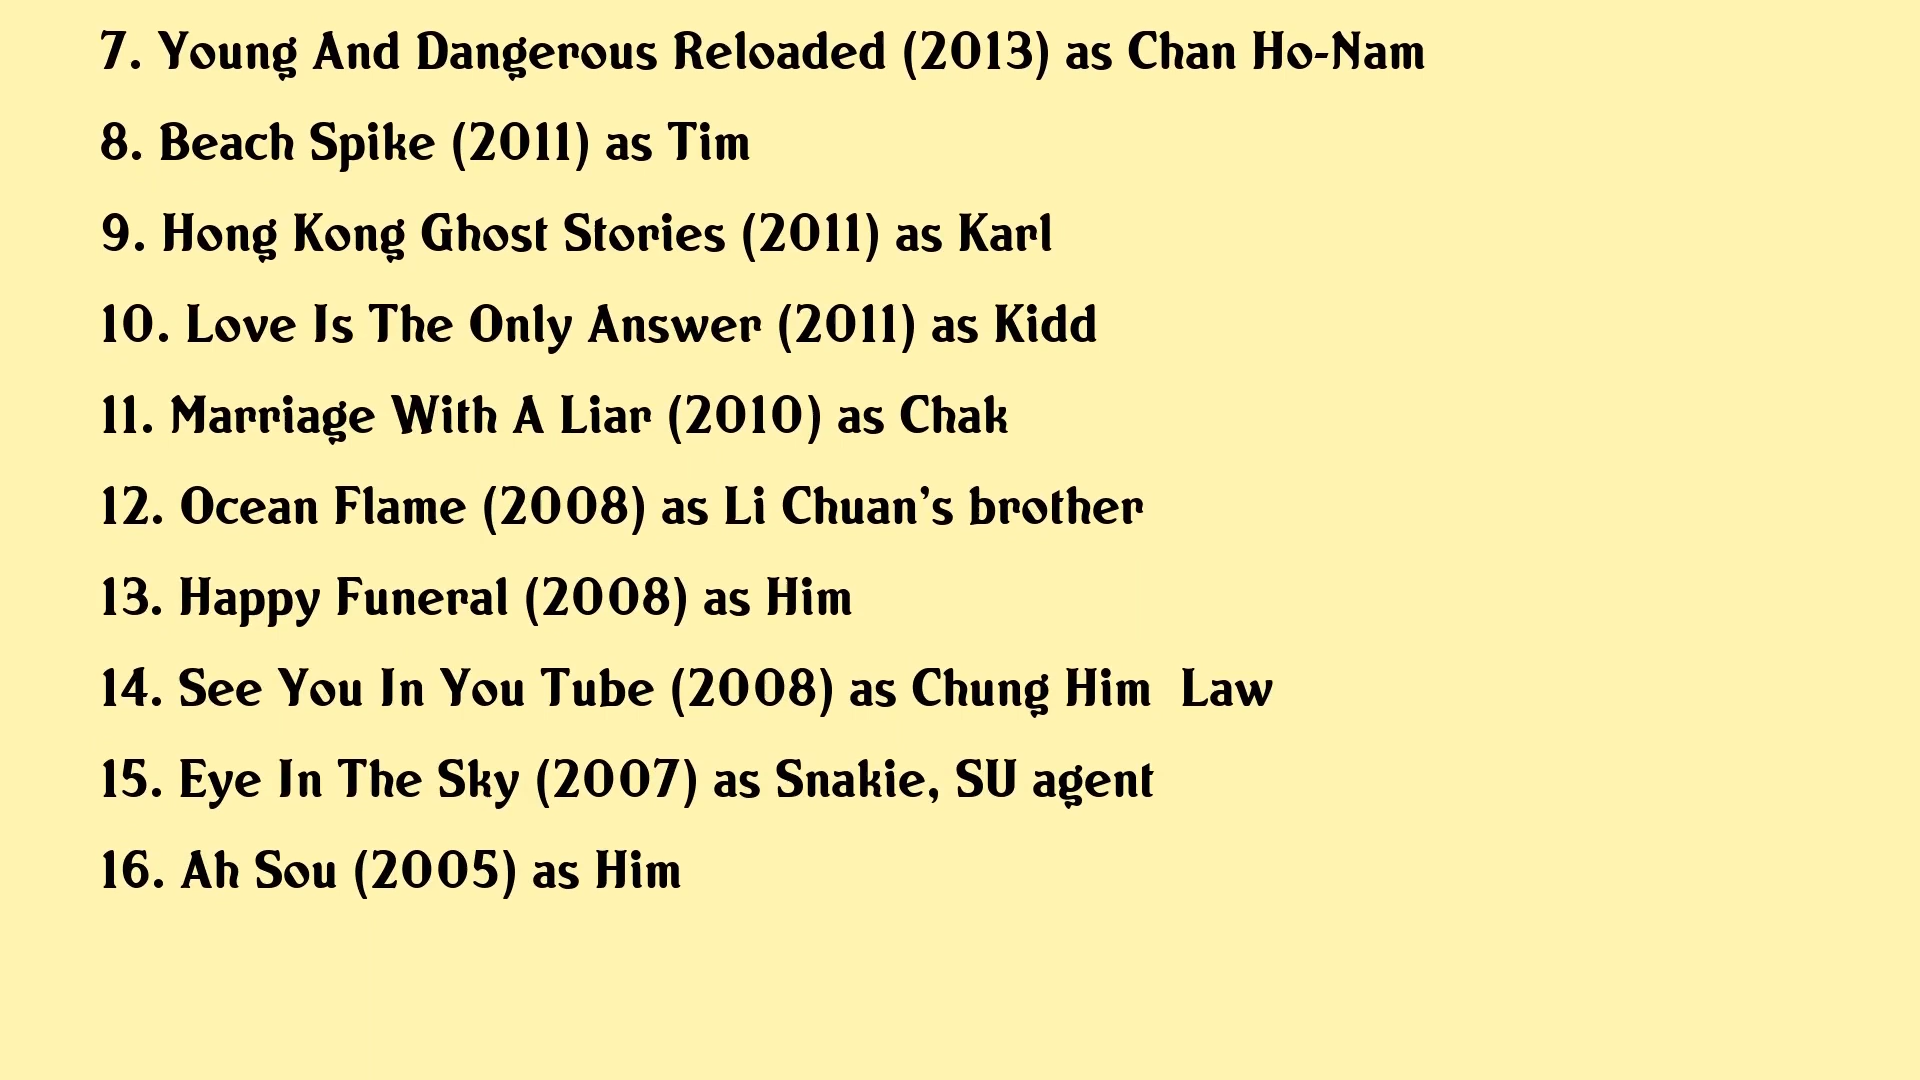 7. Young And Dangerous Reloaded (2013) as Chan Ho-Nam
8. Beach Spike (2011) as Tim
9. Hong Kong Ghost Stories (2011) as Karl
10. Love Is The Only Answer (2011) as Kidd
11. Marriage With A Liar (2010) as Chak
12. Ocean Flame (2008) as Li Chuan's brother
13. Happy Funeral (2008) as Him
14. See You In You Tube (2008) as Chung Him  Law
15. Eye In The Sky (2007) as Snakie, SU agent
16. Ah Sou (2005) as Him